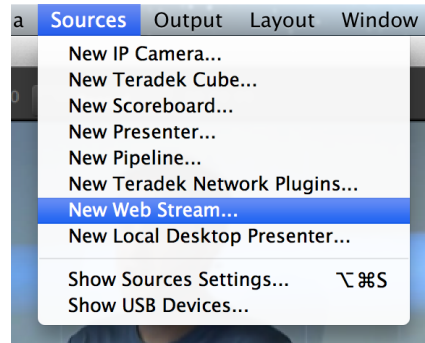 a Sources Output Layout Window
New IP Camera...
New Teradek Cube...
New Scoreboard...
New Presenter...
New Pipeline...
New Teradek Network Plugins...
New Web Stream...
New Local Desktop Presenter...
Show Sources Settings... ⌥⌘S
Show USB Devices...